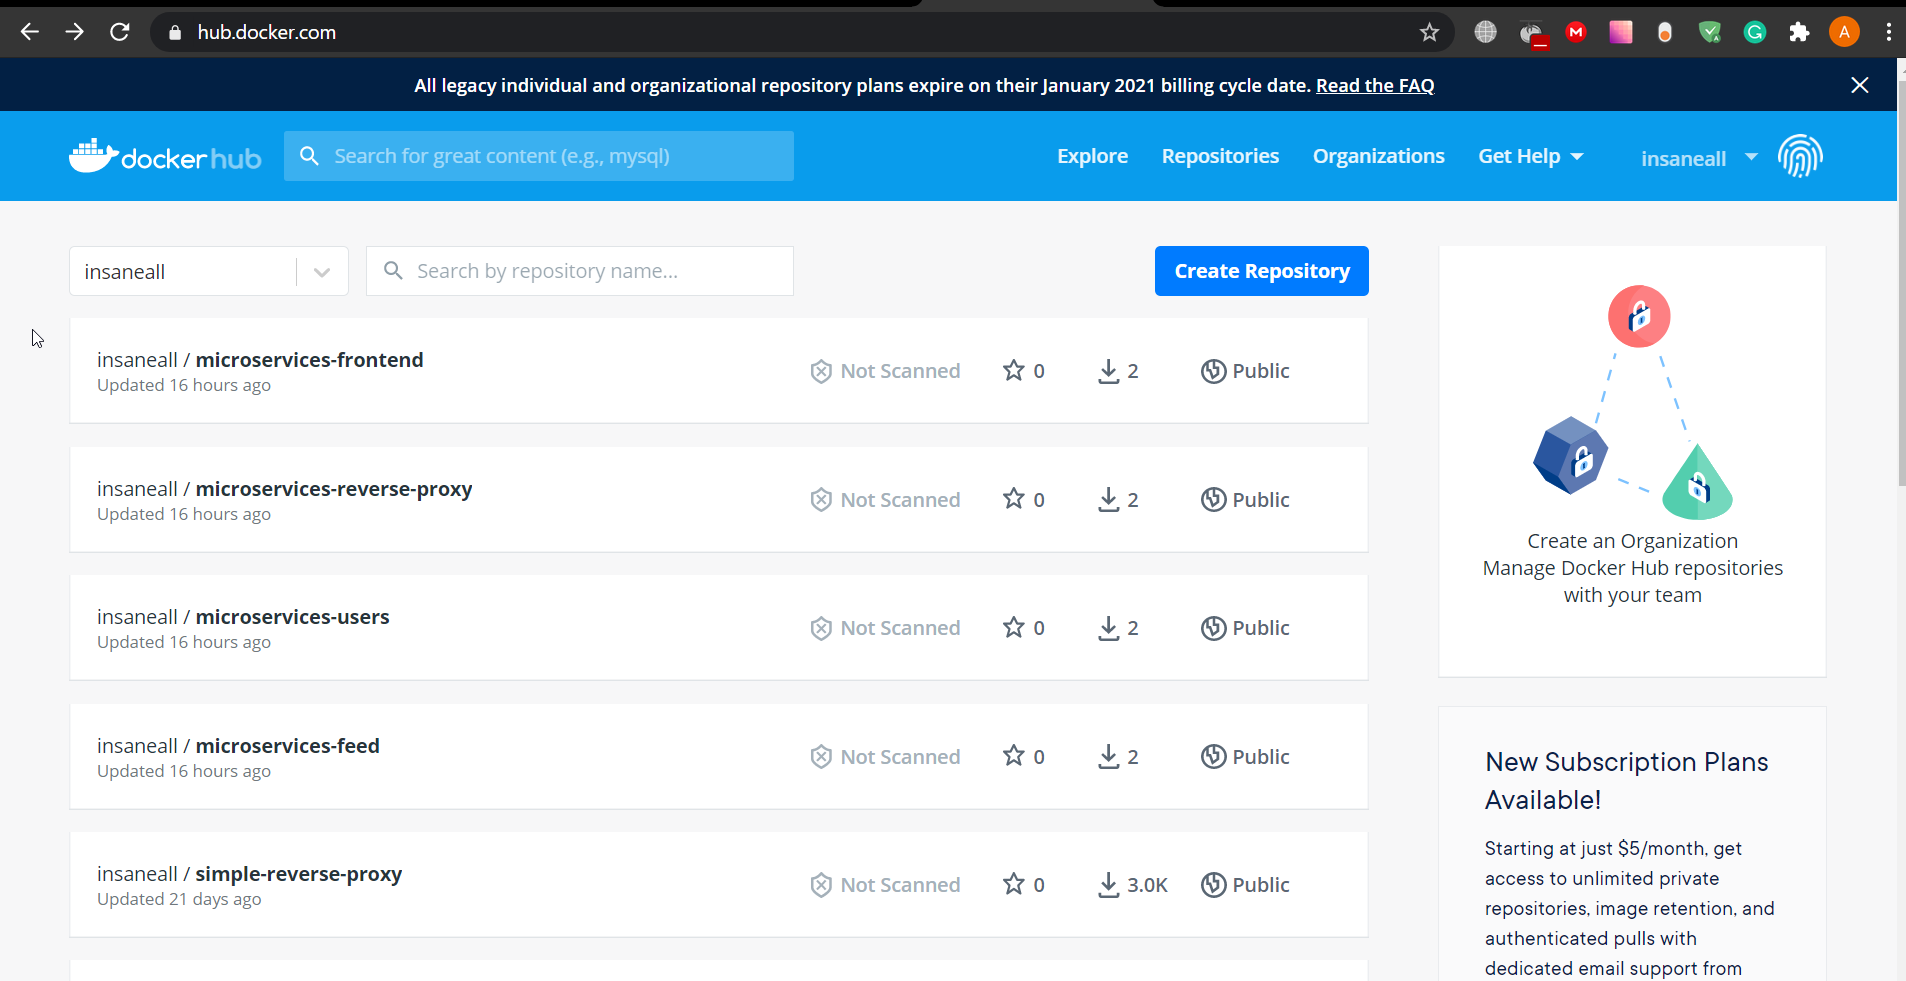 hub.docker.com
M
G
A
All legacy individual and organizational repository plans expire on their January 2021 billing cycle date. Read the FAQ
docker hub
Search for great content (e.g., mysql)
Explore
Repositories
Organizations
Get Help
insaneall
insaneall
Search by repository name...
Create Repository
insaneall / microservices-frontend
Updated 16 hours ago
Not Scanned
0
2
Public
insaneall / microservices-reverse-proxy
Updated 16 hours ago
Not Scanned
0
2
Public
insaneall / microservices-users
Updated 16 hours ago
Not Scanned
0
2
Public
insaneall / microservices-feed
Updated 16 hours ago
Not Scanned
0
2
Public
insaneall / simple-reverse-proxy
Updated 21 days ago
Not Scanned
0
3.0K
Public
Create an Organization
Manage Docker Hub repositories
with your team
New Subscription Plans
Available!
Starting at just $5/month, get
access to unlimited private
repositories, image retention, and
authenticated pulls with
dedicated email support from